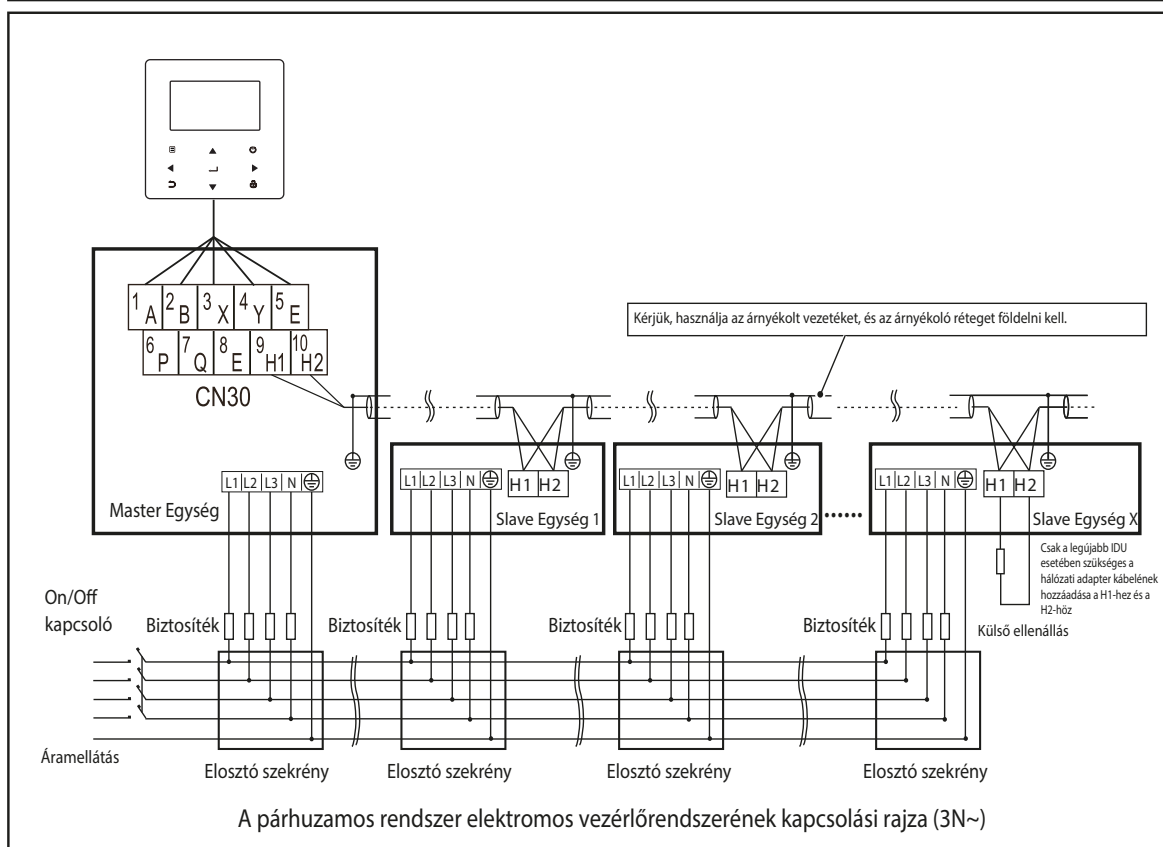 1 A 2 B 3 X 4 Y 5 E
6 P 7 Q 8 E 9 H1 10 H2
CN30
Kérjük, használja az árnyékolt vezetéket, és az árnyékoló réteget földelni kell.
L1 L2 L3 N
Master Egység
L1 L2 L3 N
H1 H2
Slave Egység 1
L1 L2 L3 N
H1 H2
Slave Egység 2
......
L1 L2 L3 N
H1 H2
Slave Egység X
Csak a legújabb IDU
esetében szükséges a
hálózati adapter kábelének
hozzáadása a H1-hez és a
H2-höz
Külső ellenállás
On/Off
kapcsoló
Biztosíték
Biztosíték
Biztosíték
Biztosíték
Áramellátás
Elosztó szekrény
Elosztó szekrény
Elosztó szekrény
Elosztó szekrény
A párhuzamos rendszer elektromos vezérlőrendszerének kapcsolási rajza (3N~)